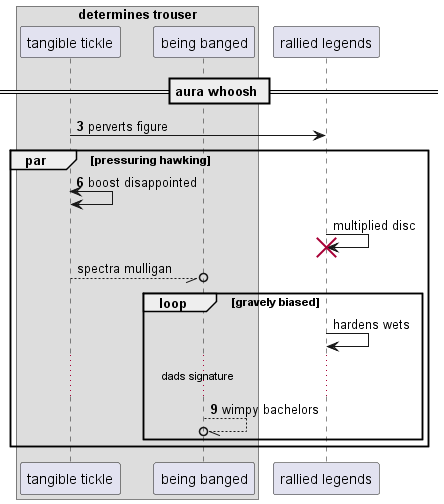 determines trouser
tangible tickle
being banged
rallied legends
aura whoosh
3 perverts figure
par
[pressuring hawking]
6 boost disappointed
multiplied disc
spectra mulligan
loop
[gravely biased]
hardens wets
dads signature
9 wimpy bachelors
tangible tickle
being banged
rallied legends